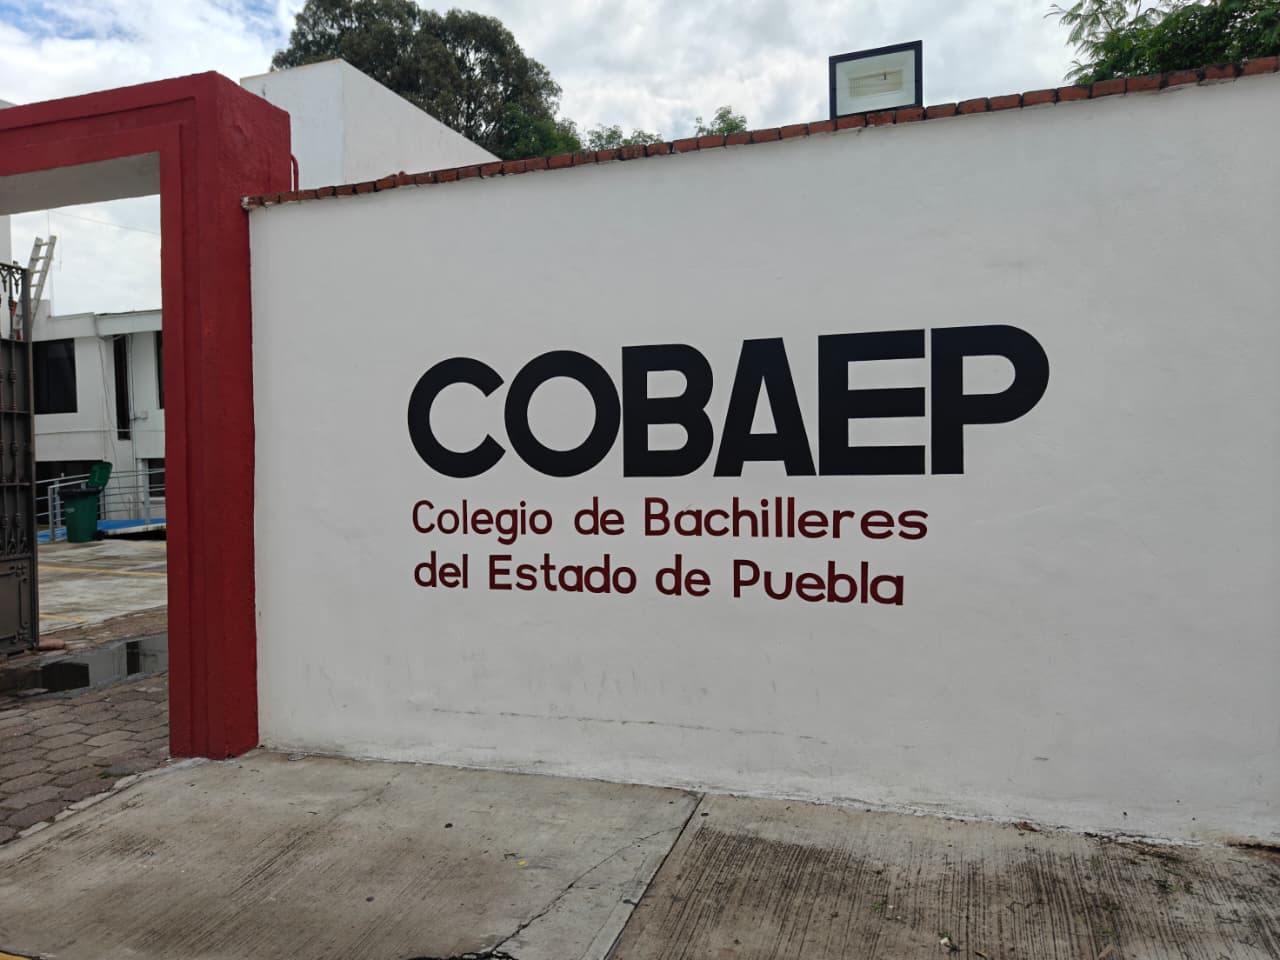 COBAEP
Colegio de Bachilleres
del Estado de Puebla